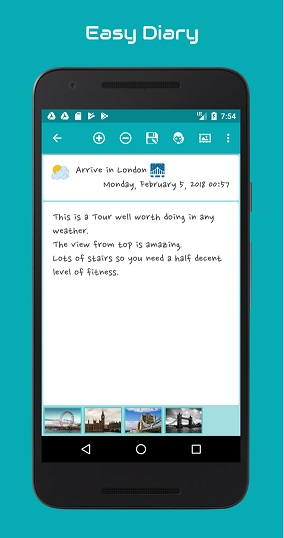 Easy Diary
7:54
Arrive in London
Monday, February 5, 2018 00:57
This is a Tour well worth doing in any
weather.
The view from top is amazing.
Lots of stairs so you need a half decent
level of fitness.